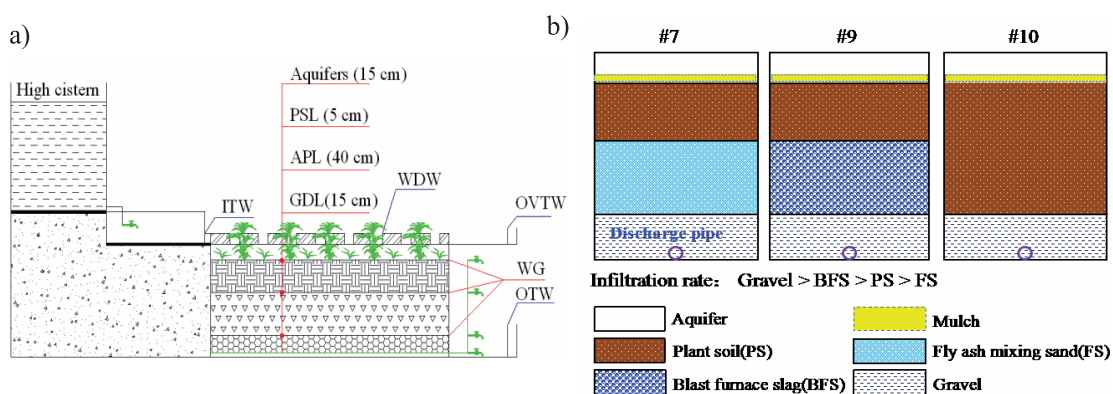 a)
High cistern
Aquifers (15 cm)
PSL (5 cm)
APL (40 cm)
GDL(15 cm)
WDW
ITW
OVTW
WG
OTW
b)
#7 #9 #10
Discharge pipe
Infiltration rate: Gravel > BFS > PS > FS
Aquifer Mulch
Plant soil(PS) Fly ash mixing sand(FS)
Blast furnace slag(BFS) Gravel